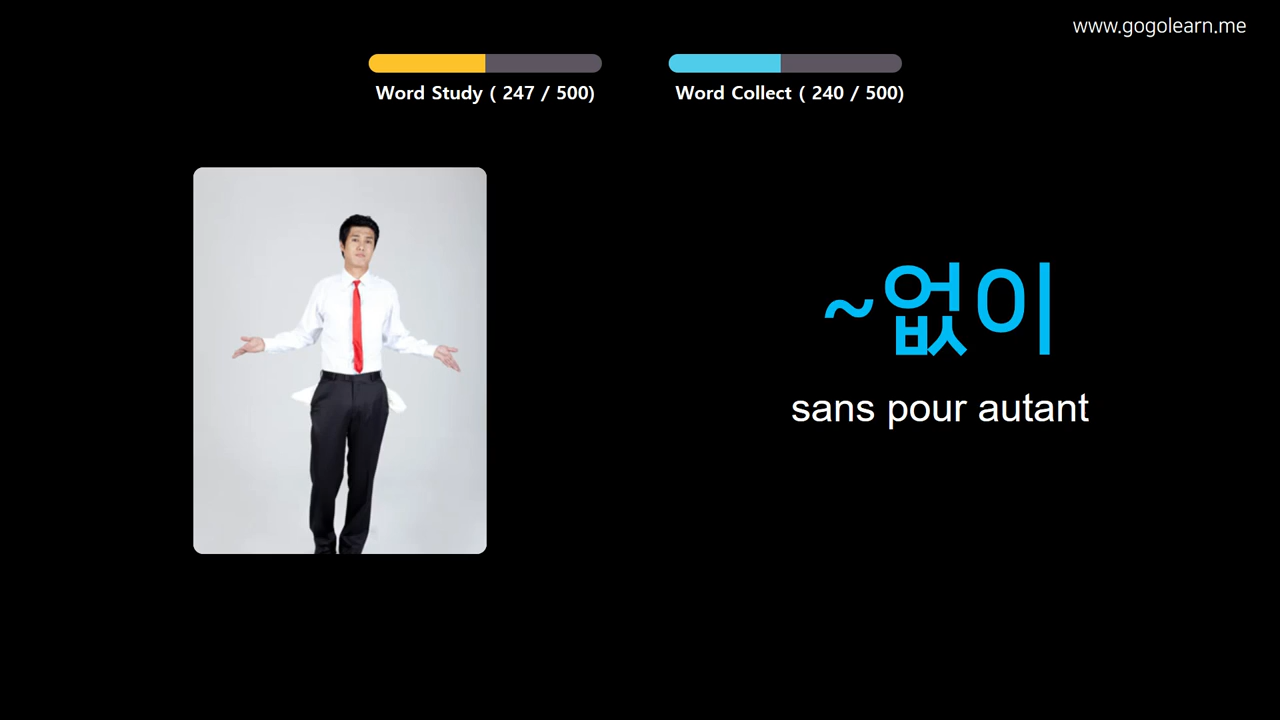 www.gogolearn.me
Word Study ( 247 / 500)
Word Collect ( 240 / 500)
~없이
sans pour autant